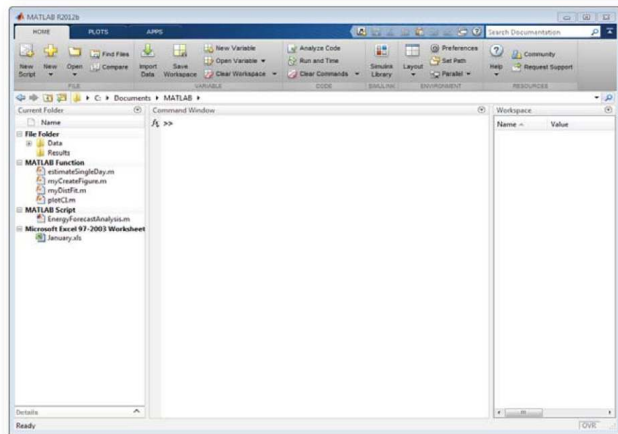 MATLAB R2012b
HOME PLOTS APPS Search Documentation
New Script New Open Find Files Compare Import Data Save Workspace New Variable Open Variable Clear Workspace Analyze Code Run and Time Clear Commands Simulink Library Layout Preferences Set Path Parallel Help Community Request Support
FILE VARIABLE CODE SIMULINK ENVIRONMENT RESOURCES
C: Documents MATLAB
Current Folder Command Window Workspace
Name fx >> Name Value
File Folder
Data
Results
MATLAB Function
estimateSingleDay.m
myCreateFigure.m
myDistFit.m
plotCI.m
MATLAB Script
EnergyForecastAnalysis.m
Microsoft Excel 97-2003 Worksheet
January.xls
Details
Ready OVR